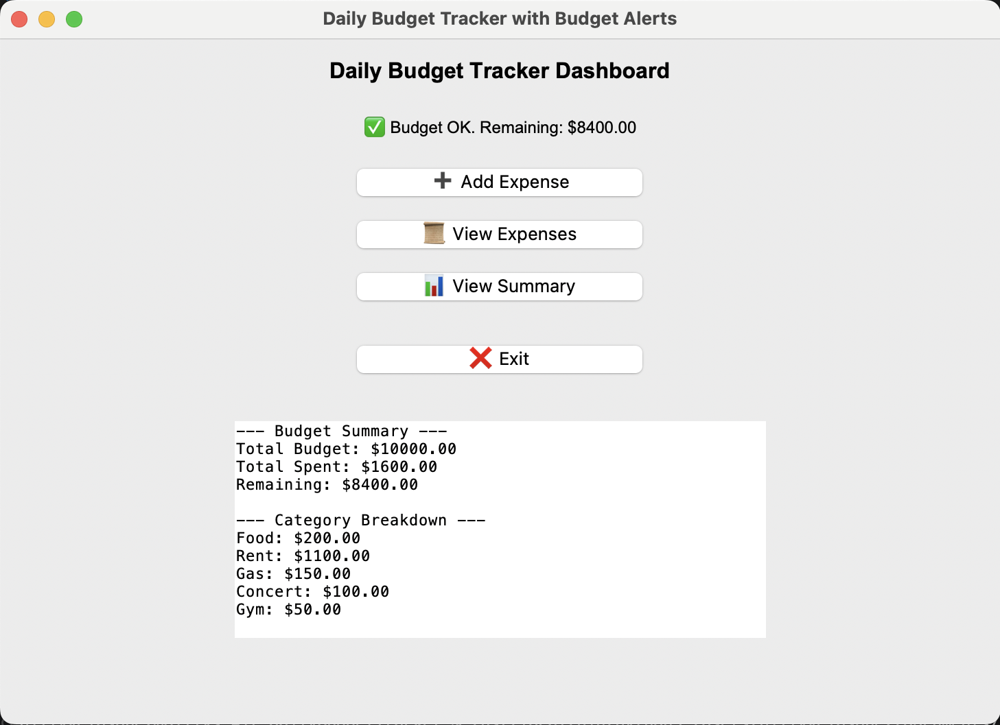 Daily Budget Tracker with Budget Alerts
Daily Budget Tracker Dashboard
✅ Budget OK. Remaining: $8400.00
➕ Add Expense
📜 View Expenses
📊 View Summary
❌ Exit
--- Budget Summary ---
Total Budget: $10000.00
Total Spent: $1600.00
Remaining: $8400.00
--- Category Breakdown ---
Food: $200.00
Rent: $1100.00
Gas: $150.00
Concert: $100.00
Gym: $50.00